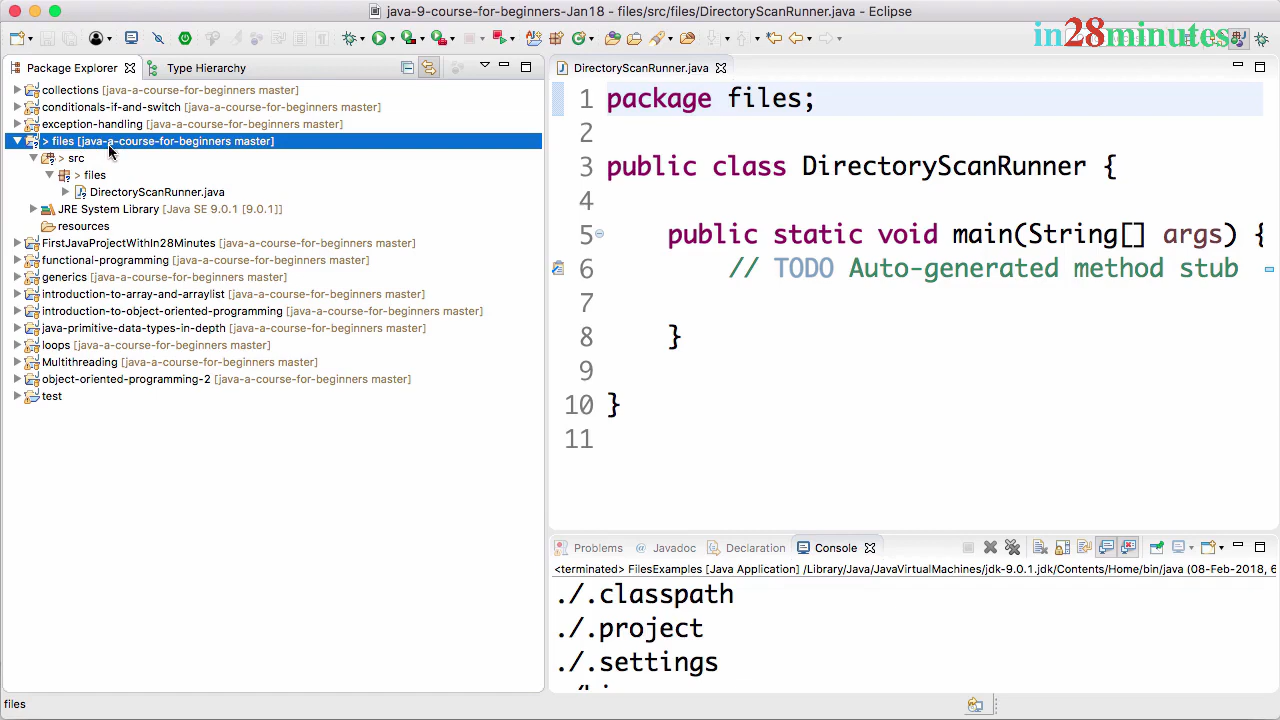 java-9-course-for-beginners-Jan18 - files/src/files/DirectoryScanRunner.java - Eclipse
in28minutes
Package Explorer
Type Hierarchy
collections [java-a-course-for-beginners master]
conditionals-if-and-switch [java-a-course-for-beginners master]
exception-handling [java-a-course-for-beginners master]
> files [java-a-course-for-beginners master]
> src
> files
DirectoryScanRunner.java
JRE System Library [Java SE 9.0.1 [9.0.1]]
resources
FirstJavaProjectWithIn28Minutes [java-a-course-for-beginners master]
functional-programming [java-a-course-for-beginners master]
generics [java-a-course-for-beginners master]
introduction-to-array-and-arraylist [java-a-course-for-beginners master]
introduction-to-object-oriented-programming [java-a-course-for-beginners master]
java-primitive-data-types-in-depth [java-a-course-for-beginners master]
loops [java-a-course-for-beginners master]
Multithreading [java-a-course-for-beginners master]
object-oriented-programming-2 [java-a-course-for-beginners master]
test
DirectoryScanRunner.java
1 package files;
2
3 public class DirectoryScanRunner {
4
5 public static void main(String[] args) {
6 // TODO Auto-generated method stub
7
8 }
9
10 }
11
Problems @ Javadoc Declaration Console
<terminated> FilesExamples [Java Application] /Library/Java/JavaVirtualMachines/jdk-9.0.1.jdk/Contents/Home/bin/java (08-Feb-2018, 6
./.classpath
./.project
./.settings
files